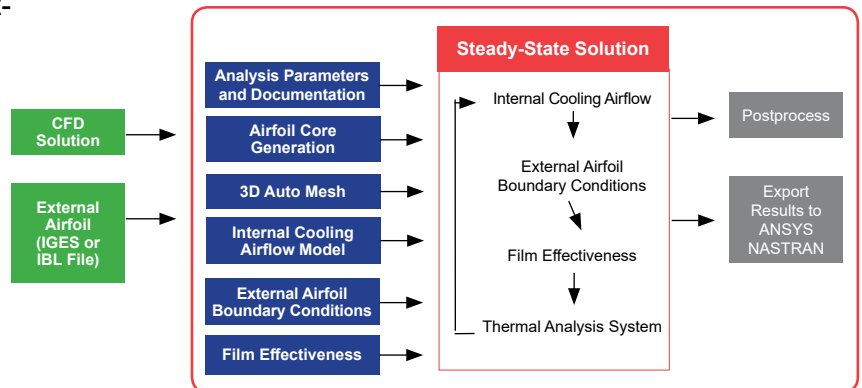 CFD
Solution
External
Airfoil
(IGES or
IBL File)
Analysis Parameters
and Documentation
Airfoil Core
Generation
3D Auto Mesh
Internal Cooling
Airflow Model
External Airfoil
Boundary Conditions
Film Effectiveness
Steady-State Solution
Internal Cooling Airflow
External Airfoil
Boundary Conditions
Film Effectiveness
Thermal Analysis System
Postprocess
Export
Results to
ANSYS
NASTRAN